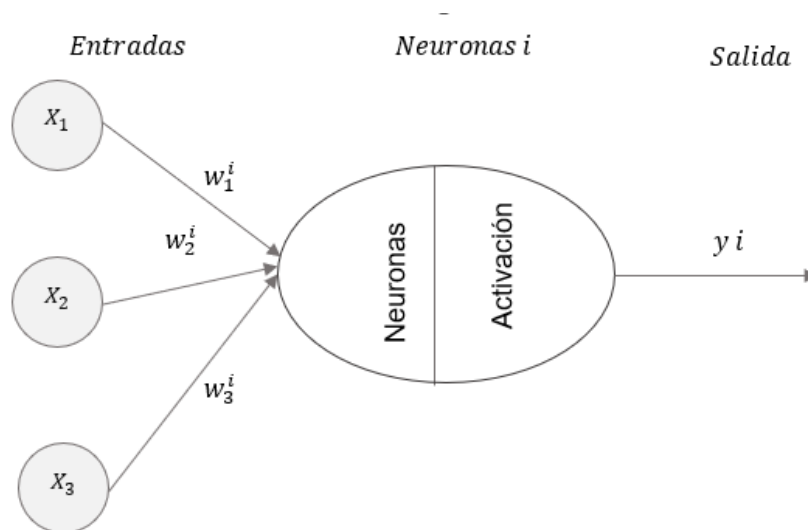 Entradas
Neuronas i
Salida
X₁
w₁ⁱ
w₂ⁱ
X₂
w₃ⁱ
X₃
Neuronas
Activación
y i